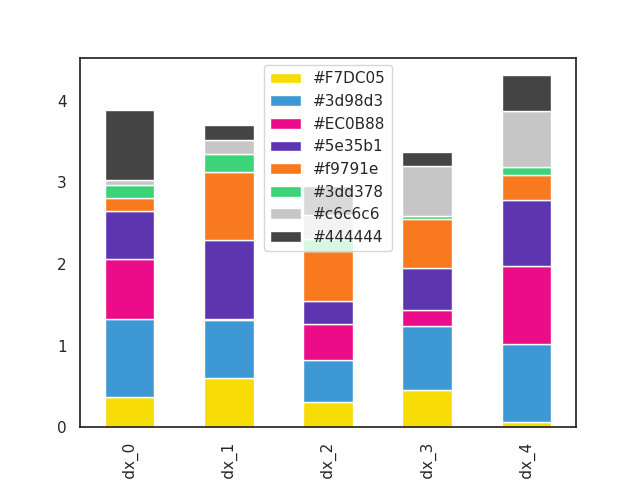 4
3
2
1
0
#F7DC05
#3d98d3
#EC0B88
#5e35b1
#f9791e
#3dd378
#c6c6c6
#444444
dx_0
dx_1
dx_2
dx_3
dx_4